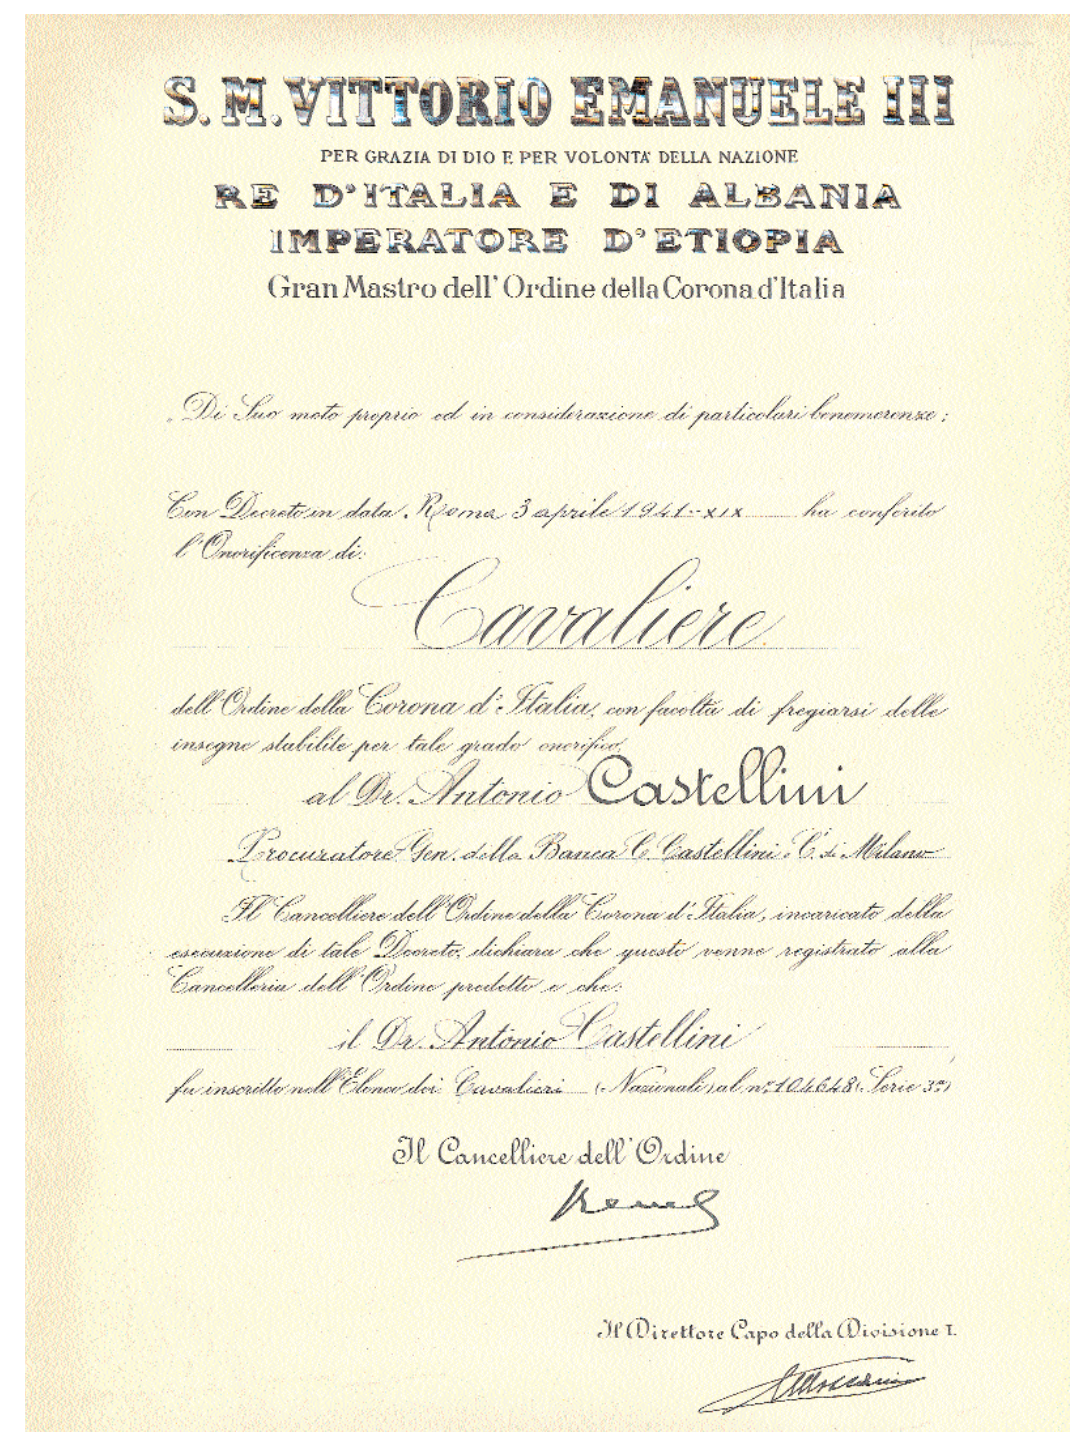 S. M. VITTORIO EMANUELE III
PER GRAZIA DI DIO E PER VOLONTA' DELLA NAZIONE
RE D'ITALIA E DI ALBANIA
IMPERATORE D'ETIOPIA
Gran Mastro dell'Ordine della Corona d'Italia
Di Suo moto proprio ed in considerazione di particolari benemerenze;
Con Decreto in data. Roma 3 aprile 1941-XIX ha conferito
l'Onorificenza di:
Cavaliere
dell'Ordine della Corona d'Italia, con facoltà di fregiarsi delle
insegne stabilite per tale grado onorifico,
al Dr. Antonio Castellini
Procuratore Gen. della Banca C. Castellini e C. di Milano
Il Cancelliere dell'Ordine della Corona d'Italia, incaricato della
esecuzione di tale Decreto, dichiara che questo venne registrato alla
Cancelleria dell'Ordine predetto e che:
il Dr. Antonio Castellini
fu inscritto nell'Elenco dei Cavalieri (Nazionali) al n.º 104648 (Serie 3ª)
Il Cancelliere dell'Ordine
Il Direttore Capo della Divisione I.